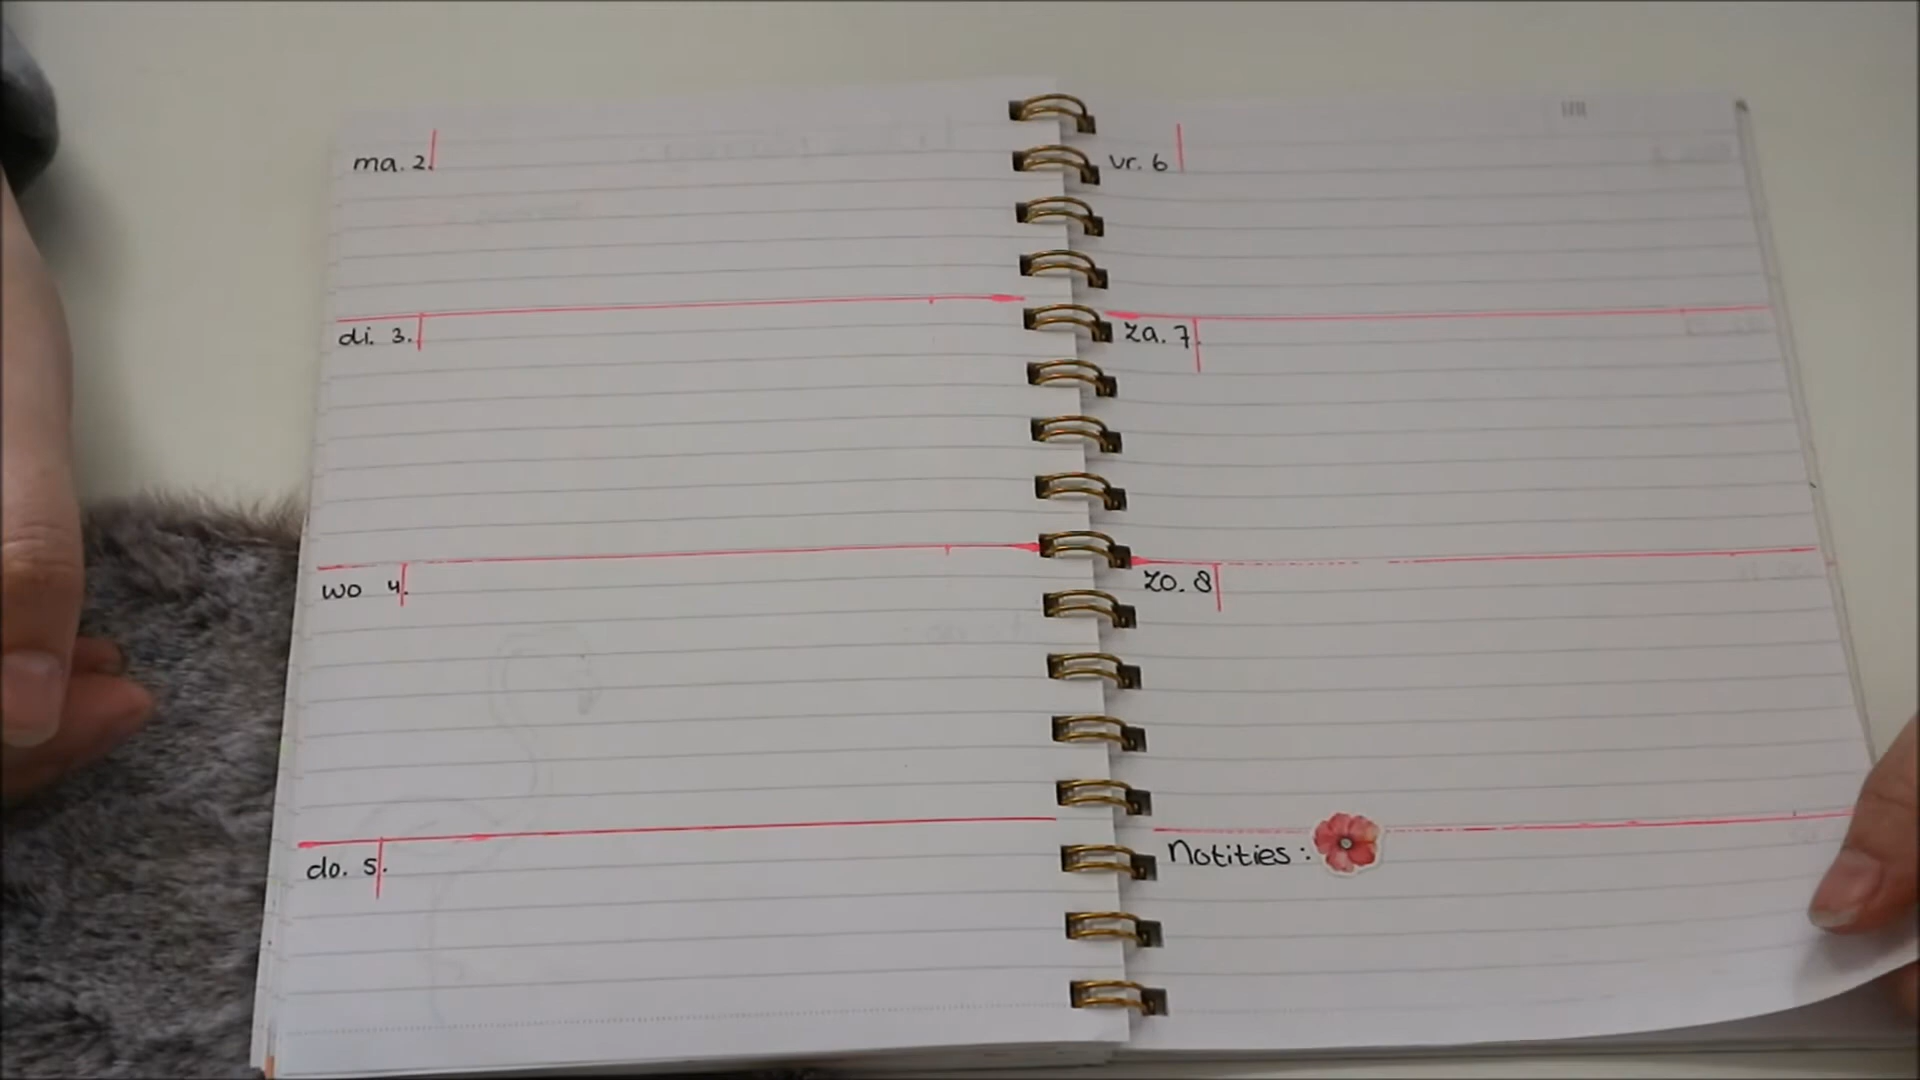 ma. 2.
di. 3.
wo 4.
do. 5.
vr. 6
za. 7.
zo. 8
Notities: